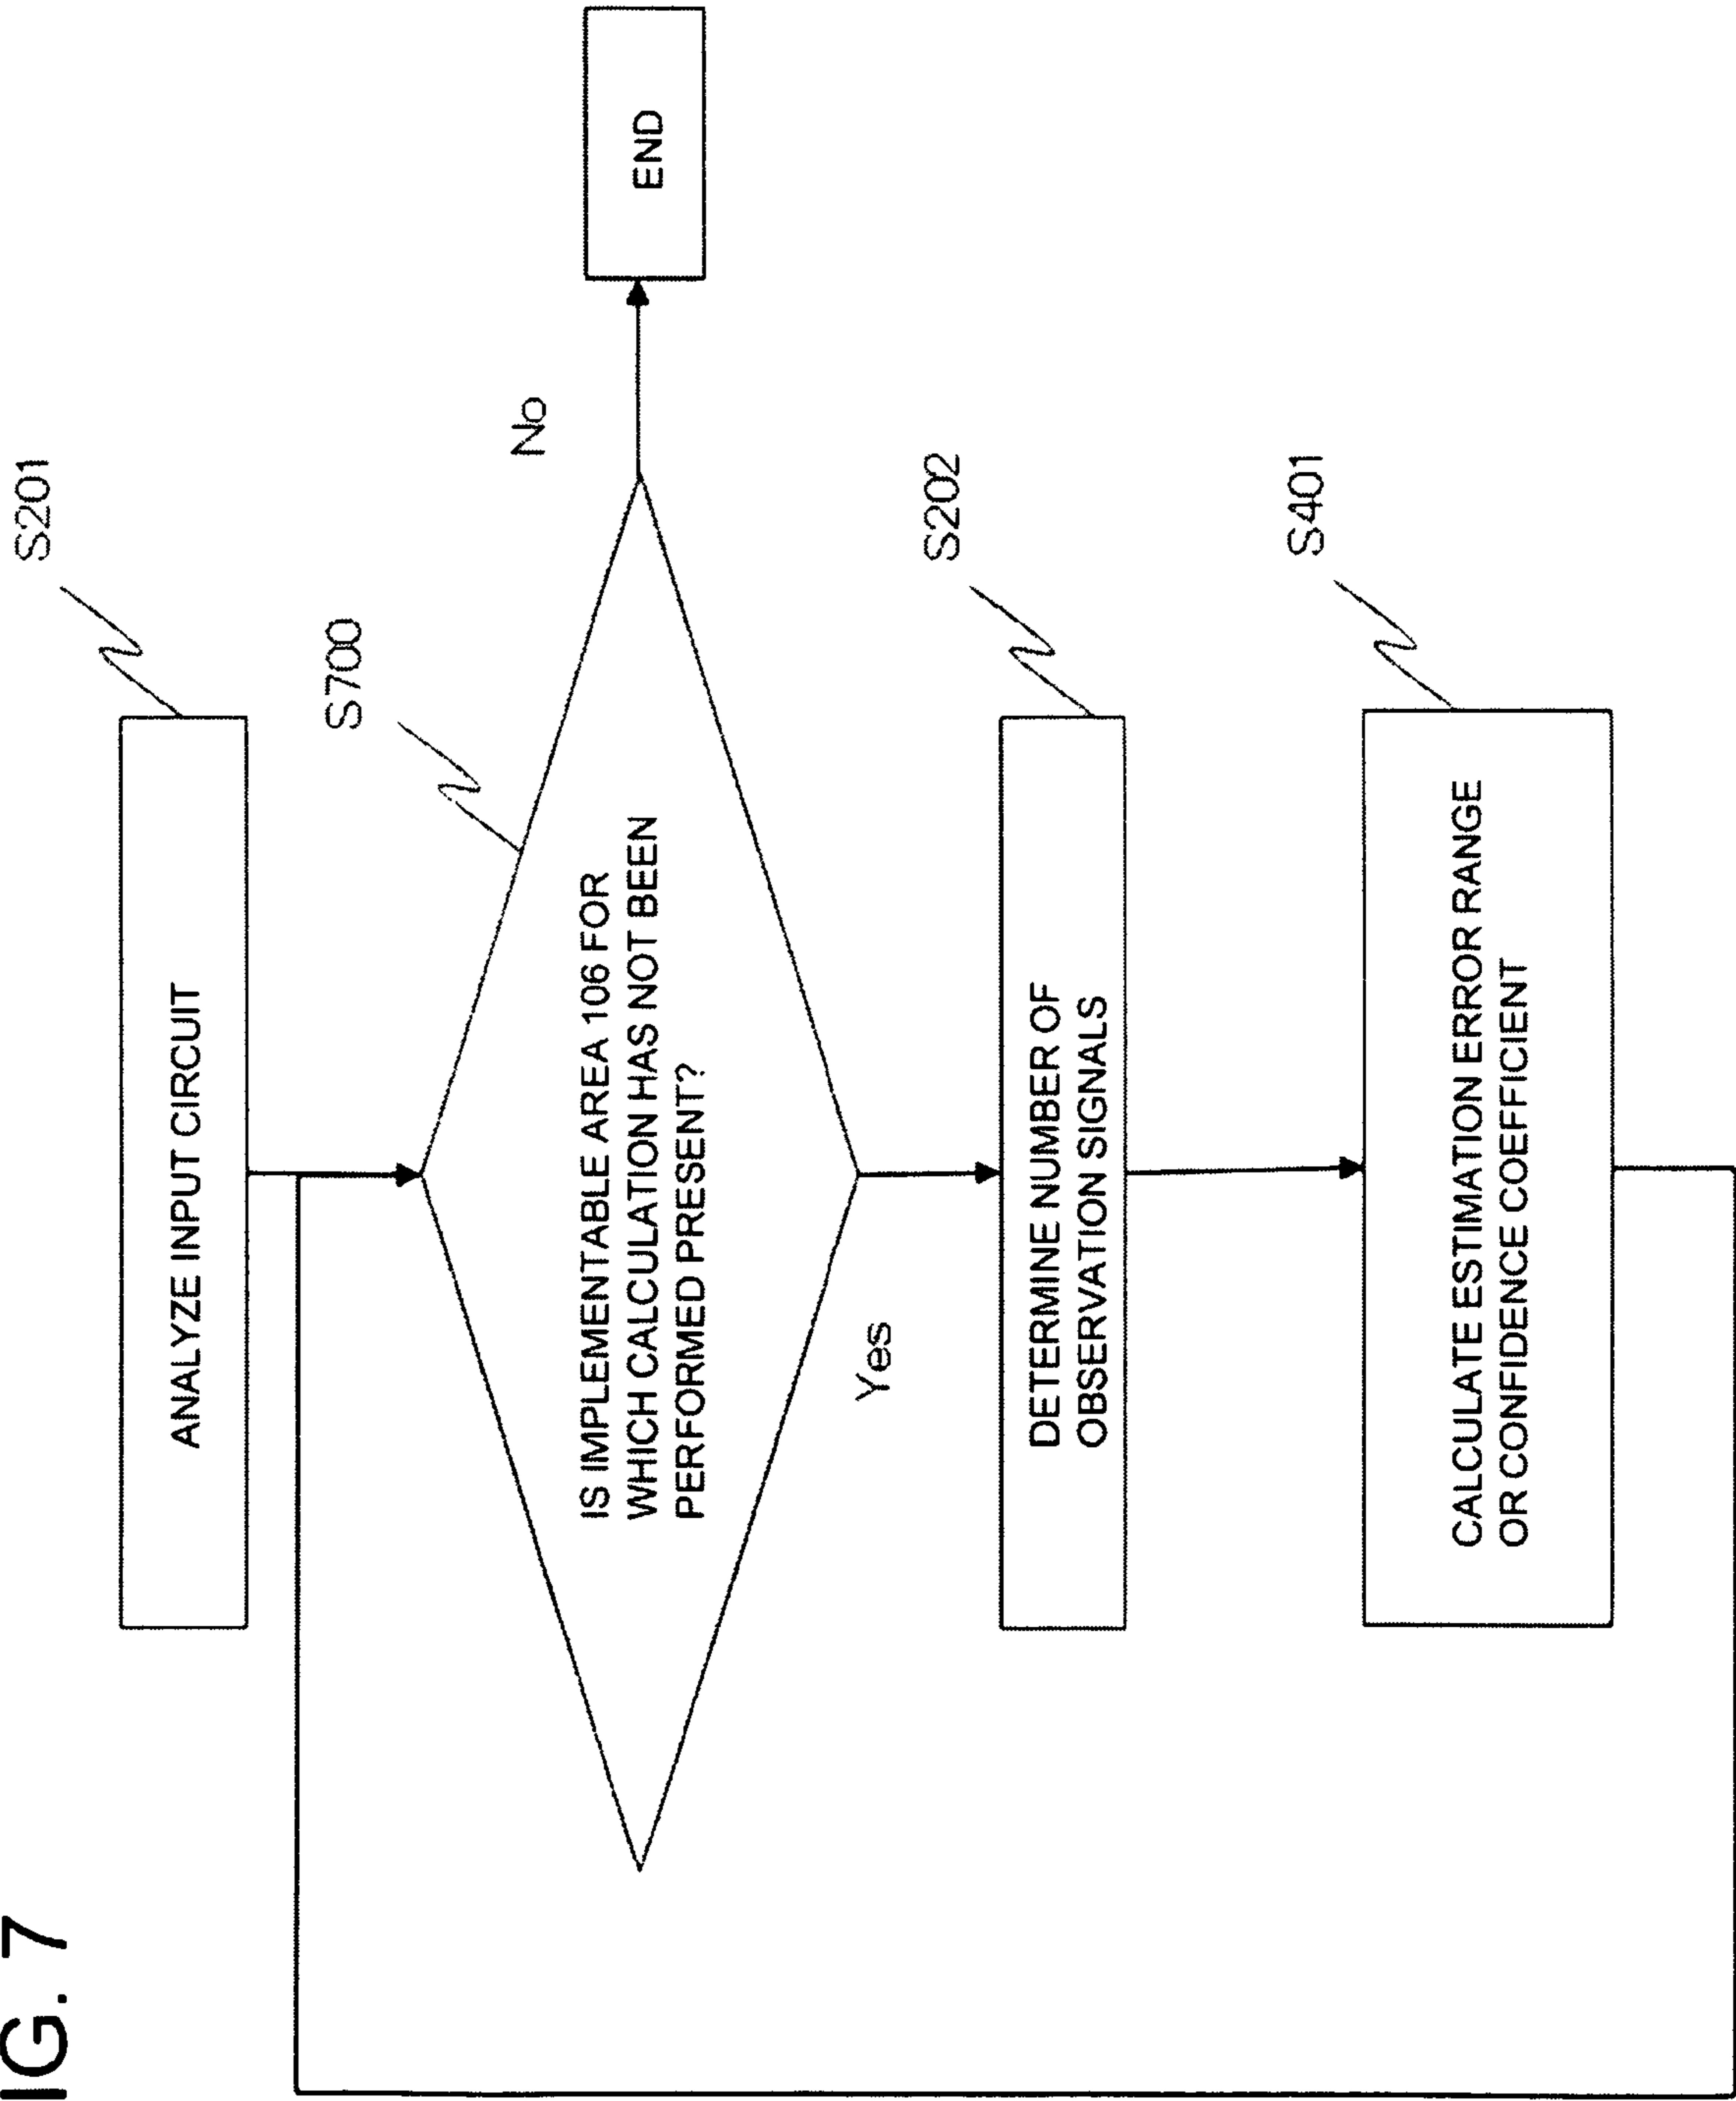 IG. 7
S201
ANALYZE INPUT CIRCUIT
S700
IS IMPLEMENTABLE AREA 106 FOR
WHICH CALCULATION HAS NOT BEEN
PERFORMED PRESENT?
No
END
Yes
S202
DETERMINE NUMBER OF
OBSERVATION SIGNALS
S401
CALCULATE ESTIMATION ERROR RANGE
OR CONFIDENCE COEFFICIENT